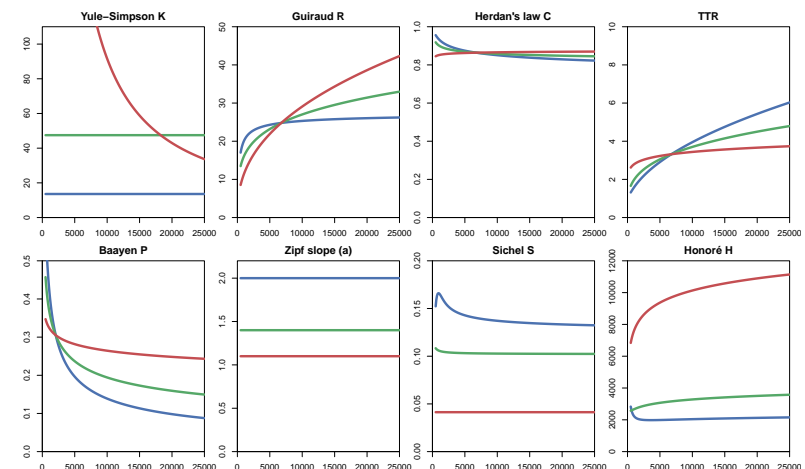 Yule−Simpson K
Guiraud R
Herdan's law C
TTR
100
80
60
40
20
0
50
40
30
20
10
0
1.0
0.8
0.6
0.4
0.2
0.0
10
8
6
4
2
0
0 5000 10000 15000 20000 25000
0 5000 10000 15000 20000 25000
0 5000 10000 15000 20000 25000
0 5000 10000 15000 20000 25000
Baayen P
Zipf slope (a)
Sichel S
Honoré H
0.5
0.4
0.3
0.2
0.1
0.0
2.0
1.5
1.0
0.5
0.0
0.20
0.15
0.10
0.05
0.00
12000
10000
8000
6000
4000
2000
0
0 5000 10000 15000 20000 25000
0 5000 10000 15000 20000 25000
0 5000 10000 15000 20000 25000
0 5000 10000 15000 20000 25000